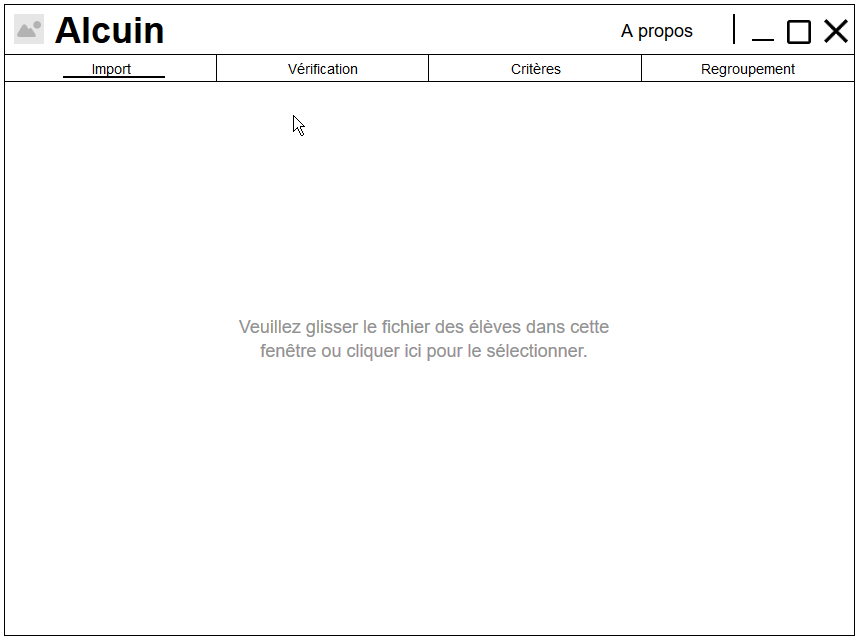 Alcuin
A propos
Import
Vérification
Critères
Regroupement
Veuillez glisser le fichier des élèves dans cette
fenêtre ou cliquer ici pour le sélectionner.